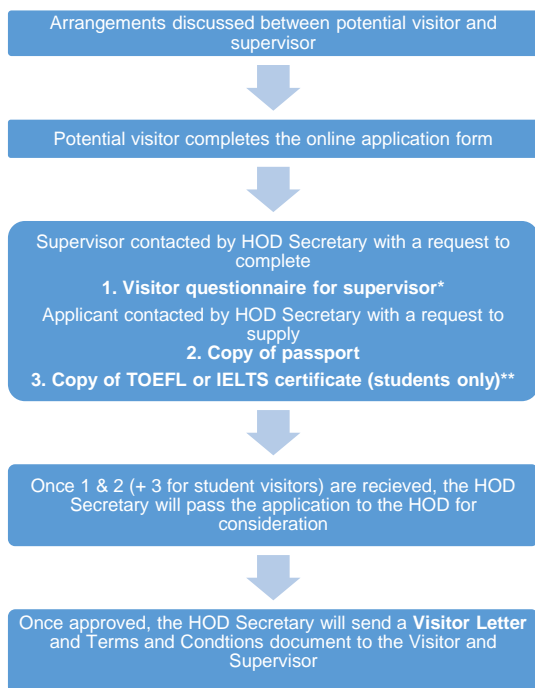 Arrangements discussed between potential visitor and
supervisor
Potential visitor completes the online application form
Supervisor contacted by HOD Secretary with a request to
complete
1. Visitor questionnaire for supervisor*
Applicant contacted by HOD Secretary with a request to
supply
2. Copy of passport
3. Copy of TOEFL or IELTS certificate (students only)**
Once 1 & 2 (+ 3 for student visitors) are recieved, the HOD
Secretary will pass the application to the HOD for
consideration
Once approved, the HOD Secretary will send a Visitor Letter
and Terms and Condtions document to the Visitor and
Supervisor